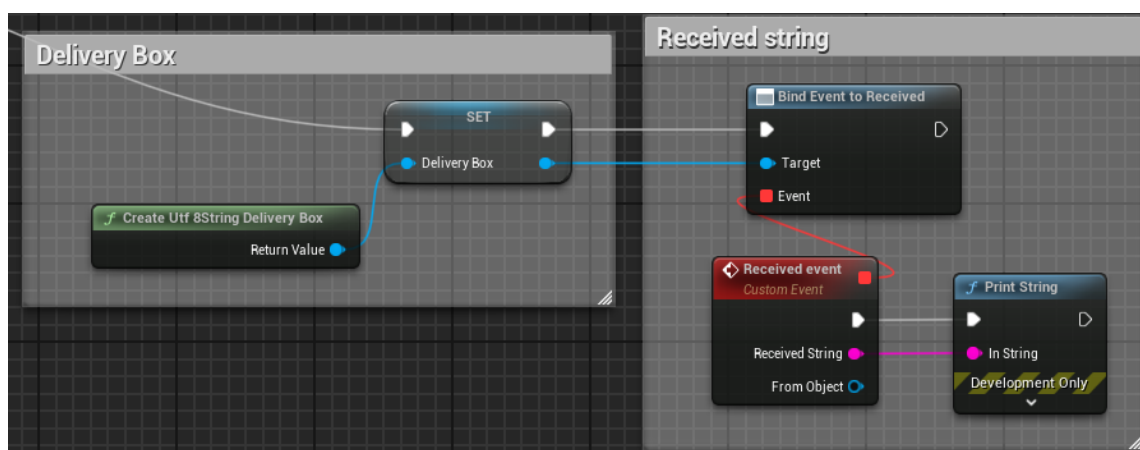 Delivery Box
SET
Delivery Box
Create Utf 8String Delivery Box
Return Value
Received string
Bind Event to Received
Target
Event
Received event
Custom Event
Received String
From Object
Print String
In String
Development Only